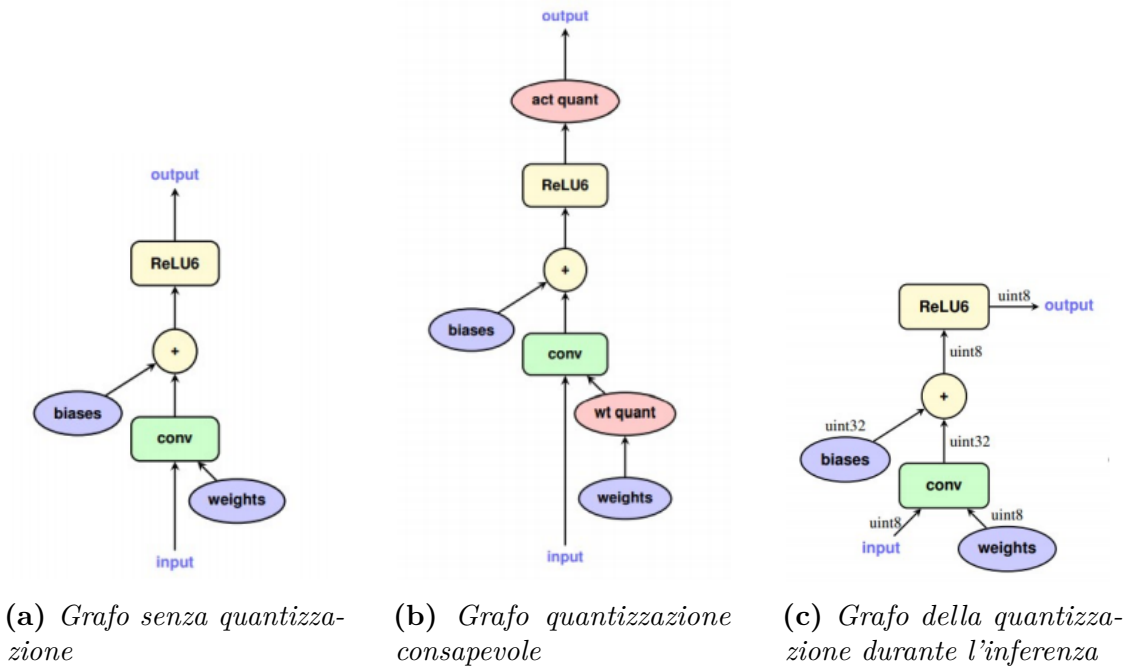 output
ReLU6
+
biases
conv
weights
input
output
act quant
ReLU6
+
biases
conv
wt quant
weights
input
ReLU6
uint8
output
uint8
+
uint32
biases
uint32
conv
uint8
uint8
input
weights
(a) Grafo senza quantizza-
zione
(b) Grafo quantizzazione
consapevole
(c) Grafo della quantizza-
zione durante l'inferenza